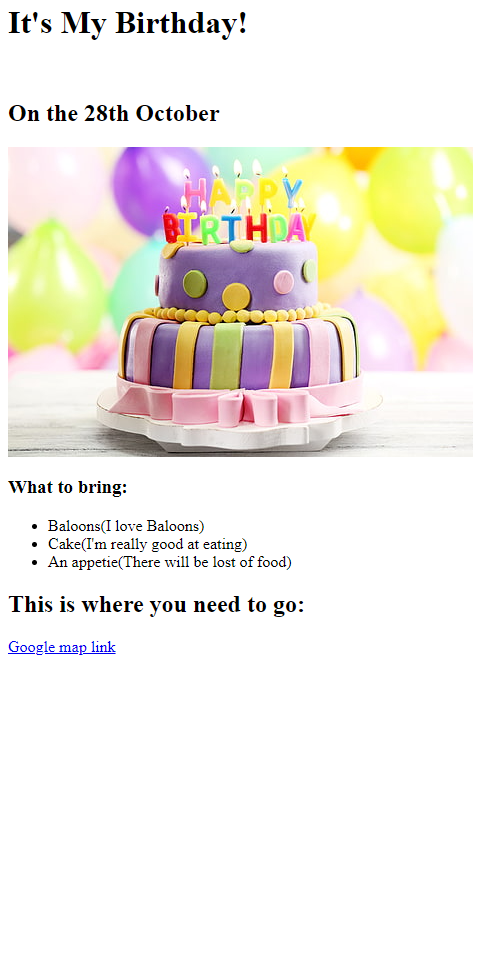 It's My Birthday!
On the 28th October
HAPPY
BIRTHDAY
What to bring:
Baloons(I love Baloons)
Cake(I'm really good at eating)
An appetie(There will be lost of food)
This is where you need to go:
Google map link